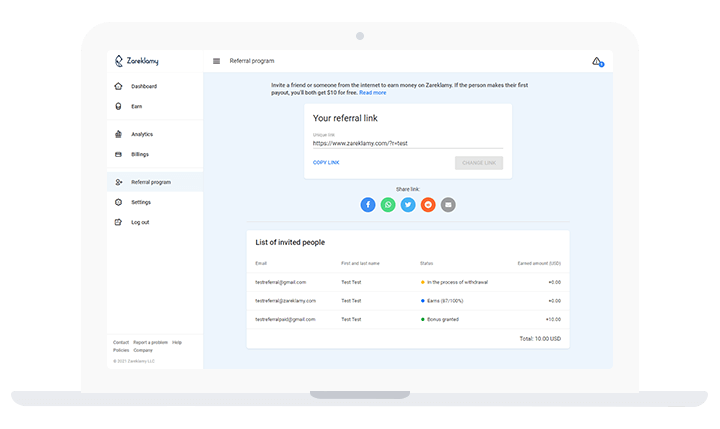 Zareklamy
Referral program
1
Dashboard
Earn
Analytics
Billings
Referral program
Settings
Log out
Contact Report a problem Help
Policies Company
© 2021 Zareklamy LLC
Invite a friend or someone from the Internet to earn money on Zareklamy. If the person makes their first
payout, you'll both get $10 for free. Read more
Your referral link
Unique link
https://www.zareklamy.com/?r=test
COPY LINK CHANGE LINK
Share link:
List of invited people
Email First and last name Status Earned amount (USD)
testreferral@gmail.com Test Test In the process of withdrawal +0.00
testreferral@zareklamy.com Test Test Earns (87/100%) +0.00
testreferralpaid@gmail.com Test Test Bonus granted +10.00
Total: 10.00 USD